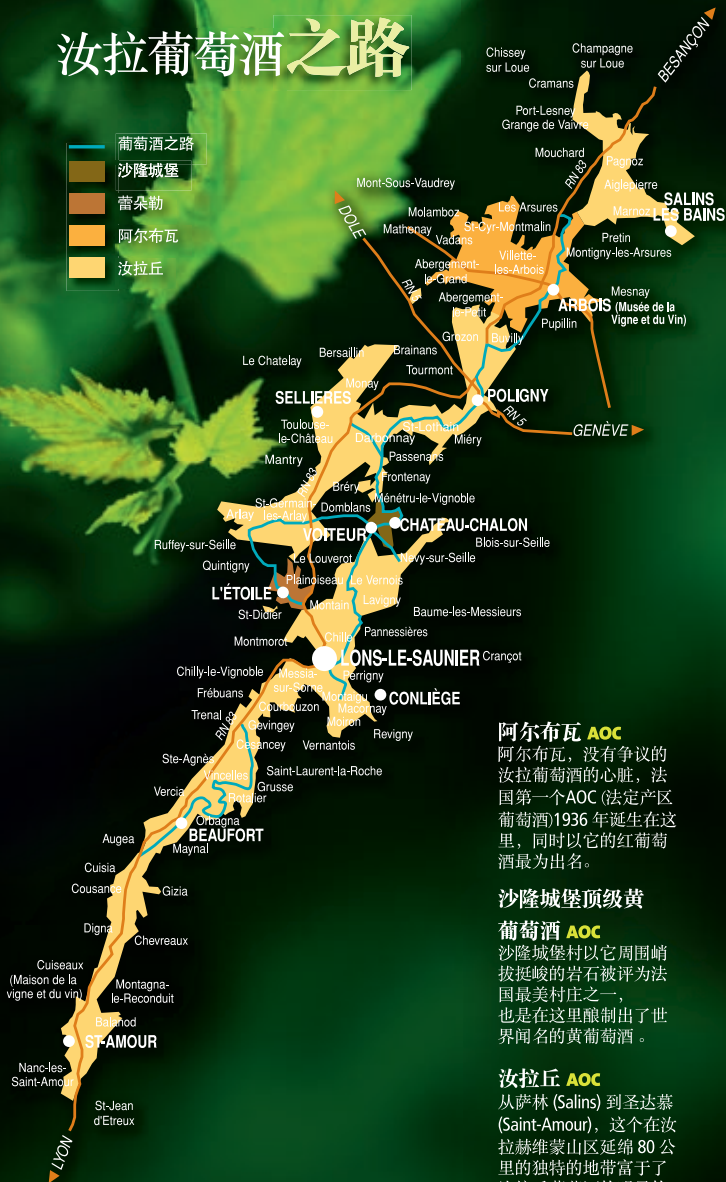 汝拉葡萄酒之路
葡萄酒之路
沙隆城堡
蕾朵勒
阿尔布瓦
汝拉丘
BESANÇON
Chissey
sur Loue
Champagne
sur Loue
Cramans
Port-Lesney
Grange de Vaivre
Mouchard
RN 83
Pagnoz
Aiglepierre
Marnoz
SALINS
LES BAINS
Mont-Sous-Vaudrey
DOLE
Molamboz
Mathenay
Vadans
Les Arsures
St-Cyr-Montmalin
Pretin
Montigny-les-Arsures
Villette-
les-Arbois
Abergement-
le-Grand
Abergement-
le-Petit
Mesnay
ARBOIS (Musée de la
Vigne et du Vin)
Pupillin
Grozon
Buvilly
Le Chatelay
Bersaillin
Brainans
Tourmont
Monay
SELLIERES
POLIGNY
RN 5
GENÈVE
Toulouse-
le-Château
Darbonnay
St-Lothain
Miéry
Mantry
Passenans
RN 83
Frontenay
Bréry
Ménétru-le-Vignoble
St-Germain
les-Arlay
Arlay
Domblans
VOITEUR
CHATEAU-CHALON
Blois-sur-Seille
Ruffey-sur-Seille
Le Louverot
Nevy-sur-Seille
Quintigny
Plainoiseau
Le Vernois
L'ÉTOILE
Montain
Lavigny
St-Didier
Baume-les-Messieurs
Chille
Pannessières
Montmorot
LONS-LE-SAUNIER
Crançot
Chilly-le-Vignoble
Messia-
sur-Sorne
Perrigny
Frébuans
Montaigu
CONLIÈGE
Courbouzon
Macornay
Trenal
Moiron
Revigny
RN 83
Gevingey
Cesancey
Vernantois
Ste-Agnès
Vincelles
Saint-Laurent-la-Roche
Grusse
Vercia
Rotalier
Orbagna
BEAUFORT
Augea
Maynal
Cuisia
Cousance
Gizia
Digna
Chevreaux
Cuiseaux
(Maison de la
vigne et du vin)
Montagna-
le-Reconduit
Balanod
ST-AMOUR
Nanc-les-
Saint-Amour
St-Jean
d'Etreux
LYON
阿尔布瓦 AOC
阿尔布瓦，没有争议的
汝拉葡萄酒的心脏，法
国第一个AOC (法定产区
葡萄酒)1936 年诞生在这
里，同时以它的红葡萄
酒最为出名。
沙隆城堡顶级黄
葡萄酒 AOC
沙隆城堡村以它周围峭
拔挺峻的岩石被评为法
国最美村庄之一，
也是在这里酿制出了世
界闻名的黄葡萄酒 。
汝拉丘 AOC
从萨林 (Salins) 到圣达慕
(Saint-Amour)，这个在汝
拉赫维蒙山区延绵 80 公
里的独特的地带富于了